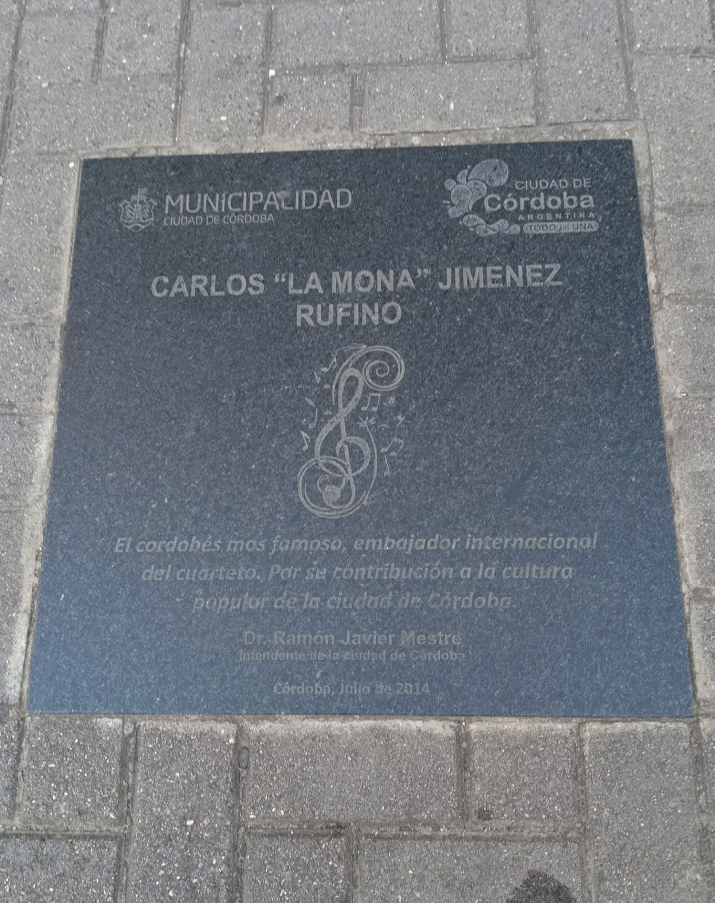 MUNICIPALIDAD
CIUDAD DE CÓRDOBA
CIUDAD DE
Córdoba
ARGENTINA
TODO en UNA
CARLOS “LA MONA” JIMENEZ
RUFINO
El cordobés mas famoso, embajador internacional
del cuarteto. Por su contribución a la cultura
popular de la ciudad de Córdoba.
Dr. Ramón Javier Mestre
Intendente de la ciudad de Córdoba
Córdoba, Julio de 2014